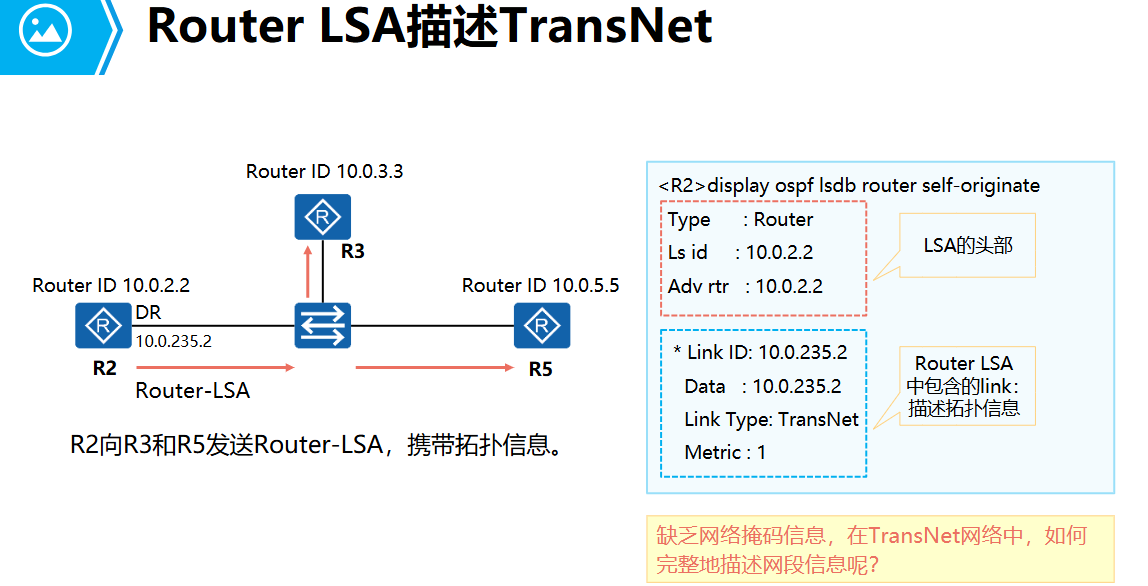 Router LSA描述TransNet
Router ID 10.0.3.3
R3
Router ID 10.0.2.2
DR
10.0.235.2
R2
Router ID 10.0.5.5
R5
Router-LSA
R2向R3和R5发送Router-LSA，携带拓扑信息。
<R2>display ospf lsdb router self-originate
Type : Router
Ls id : 10.0.2.2
Adv rtr : 10.0.2.2
LSA的头部
* Link ID: 10.0.235.2
Data : 10.0.235.2
Link Type: TransNet
Metric : 1
Router LSA
中包含的link：
描述拓扑信息
缺乏网络掩码信息，在TransNet网络中，如何
完整地描述网段信息呢？